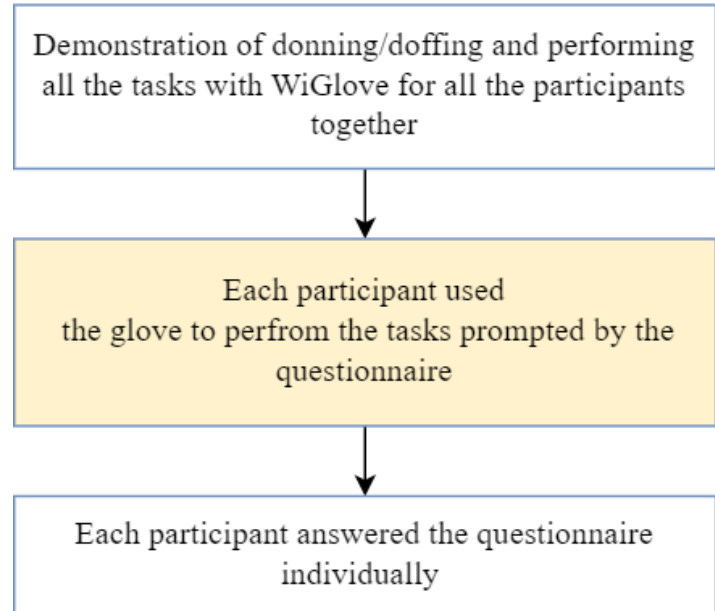 Demonstration of donning/doffing and performing
all the tasks with WiGlove for all the participants
together
Each participant used
the glove to perfrom the tasks prompted by the
questionnaire
Each participant answered the questionnaire
individually